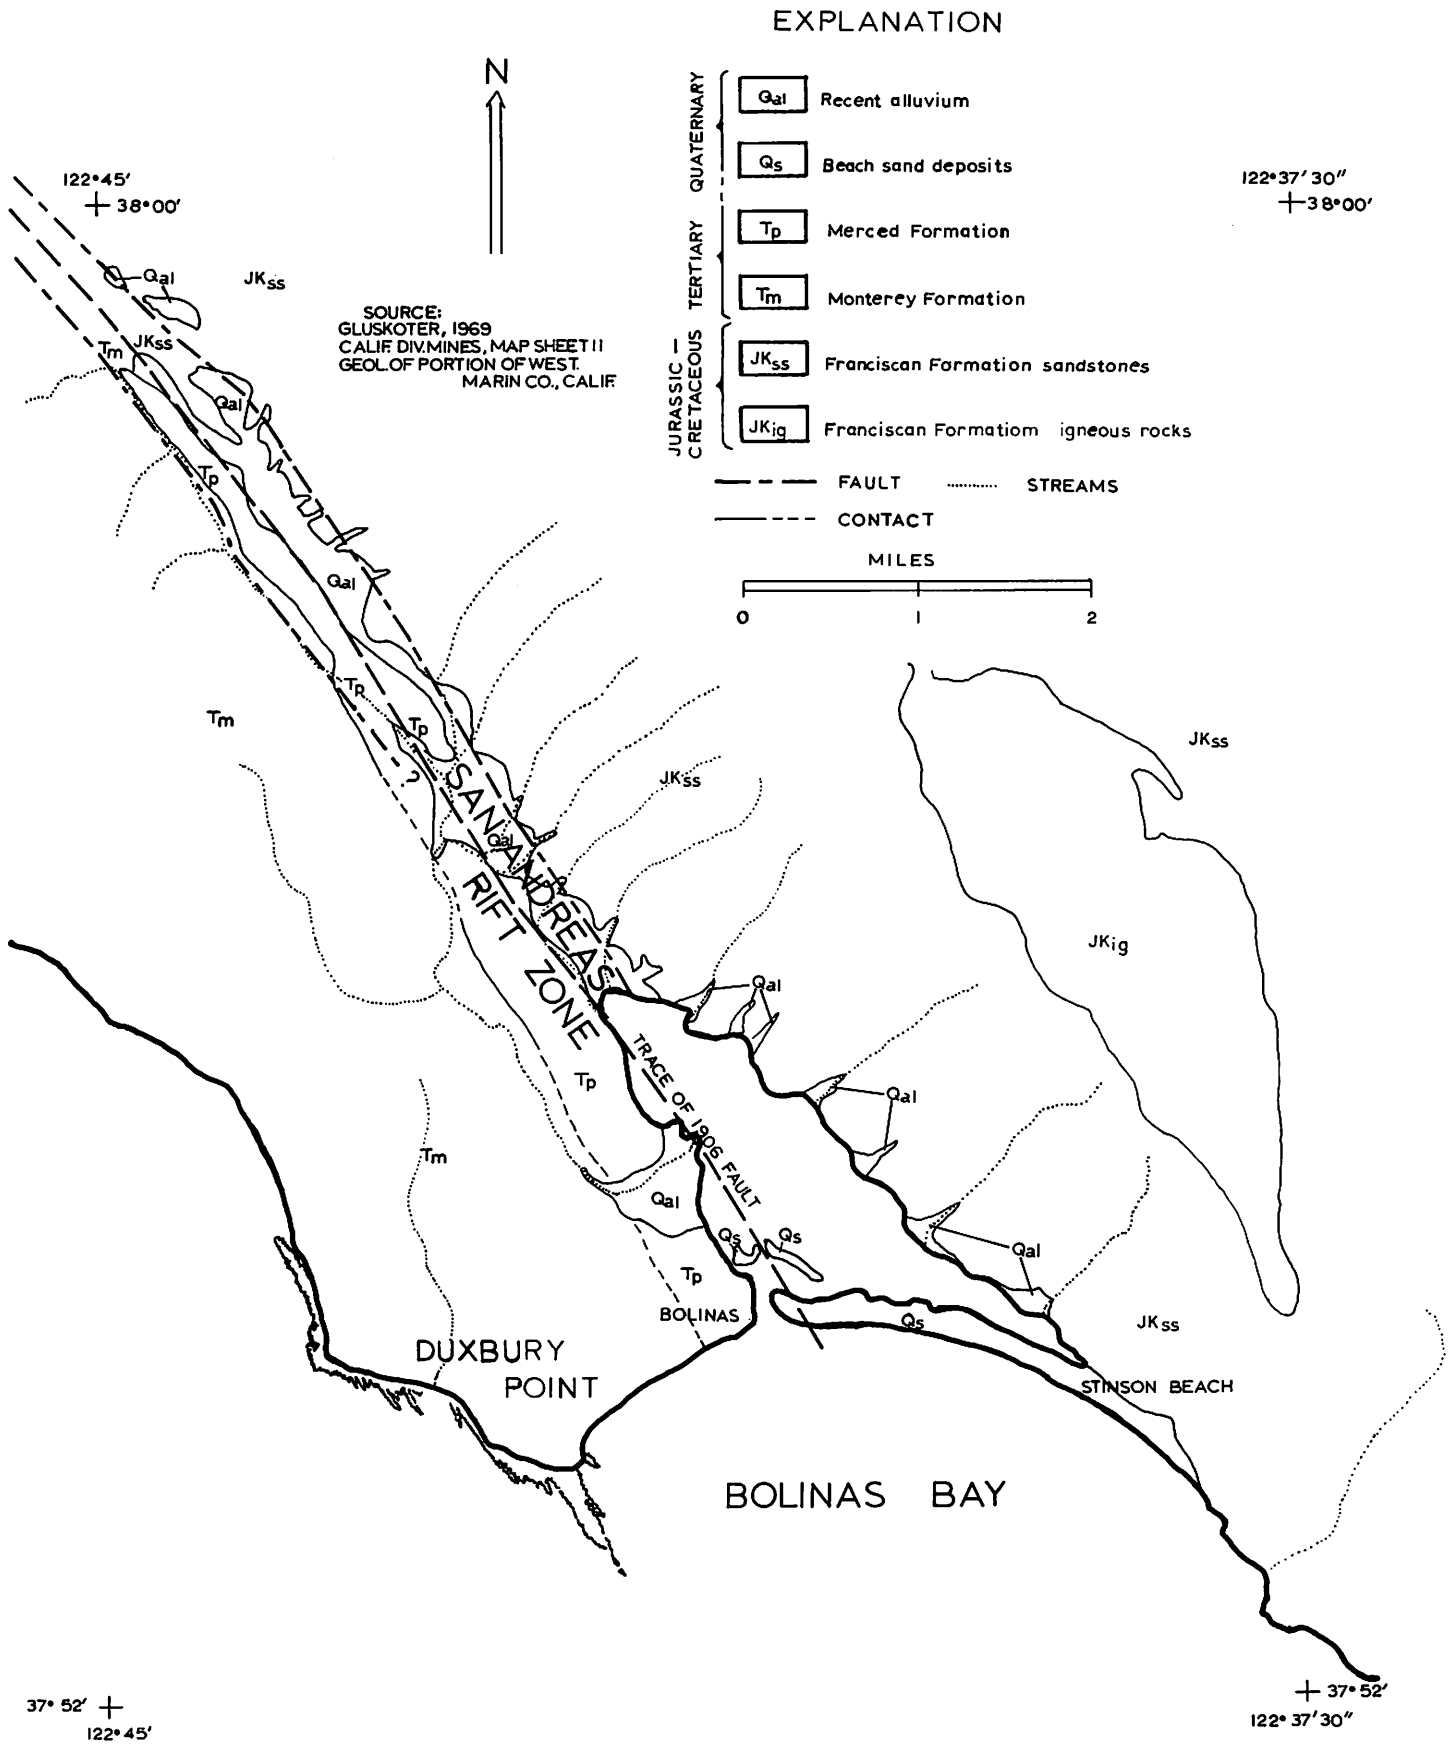 EXPLANATION
N
QUATERNARY
Qal Recent alluvium
Qs Beach sand deposits
TERTIARY
Tp Merced Formation
Tm Monterey Formation
JURASSIC —
CRETACEOUS
JKss Franciscan Formation sandstones
JKig Franciscan Formatiom igneous rocks
FAULT
STREAMS
CONTACT
MILES
0 1 2
122°45'
38°00'
122°37'30"
38°00'
Qal
JKss
SOURCE:
GLUSKOTER, 1969
CALIF. DIV.MINES, MAP SHEET 11
GEOL. OF PORTION OF WEST.
MARIN CO., CALIF.
JKss
Tm
Qal
Tp
Qal
Tp
Tm
Tp
JKss
JKss
?
Qal
SAN ANDREAS
RIFT ZONE
JKig
Qal
TRACE OF 1906 FAULT
Tp
Qal
Tm
Qal
Qs
Qs
Qal
Tp
BOLINAS
Qs
JKss
DUXBURY
POINT
STINSON BEACH
BOLINAS BAY
37°52'
122°45'
37°52'
122°37'30"